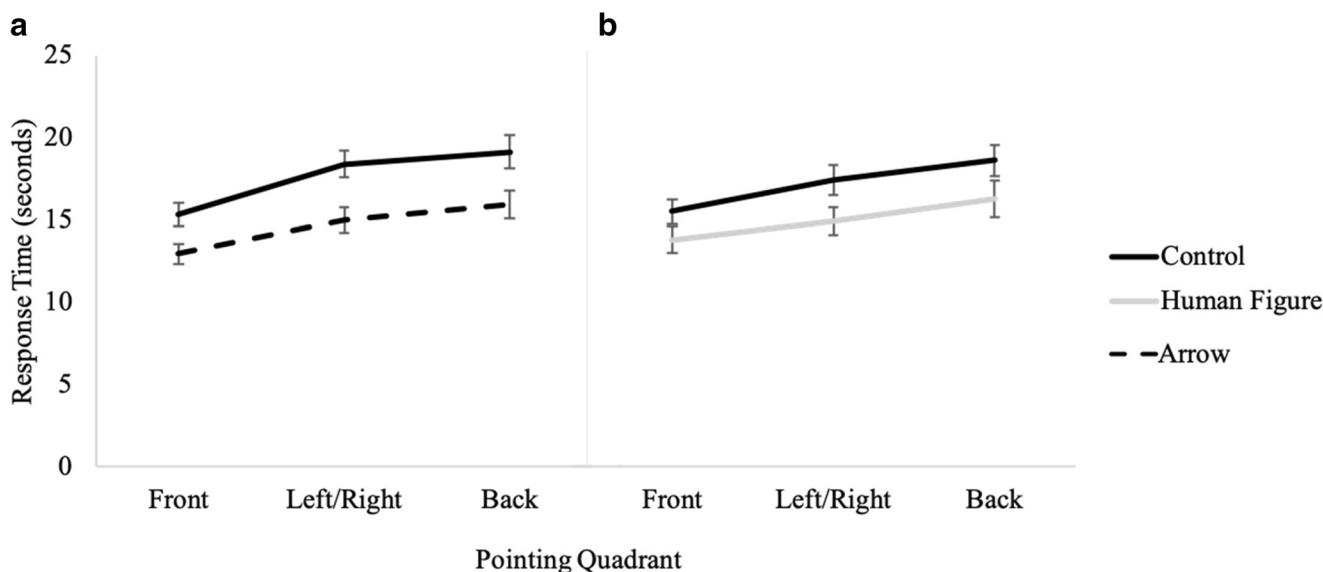 a
b
Response Time (seconds)
25
20
15
10
5
0
Front Left/Right Back
Front Left/Right Back
Pointing Quadrant
Control
Human Figure
Arrow